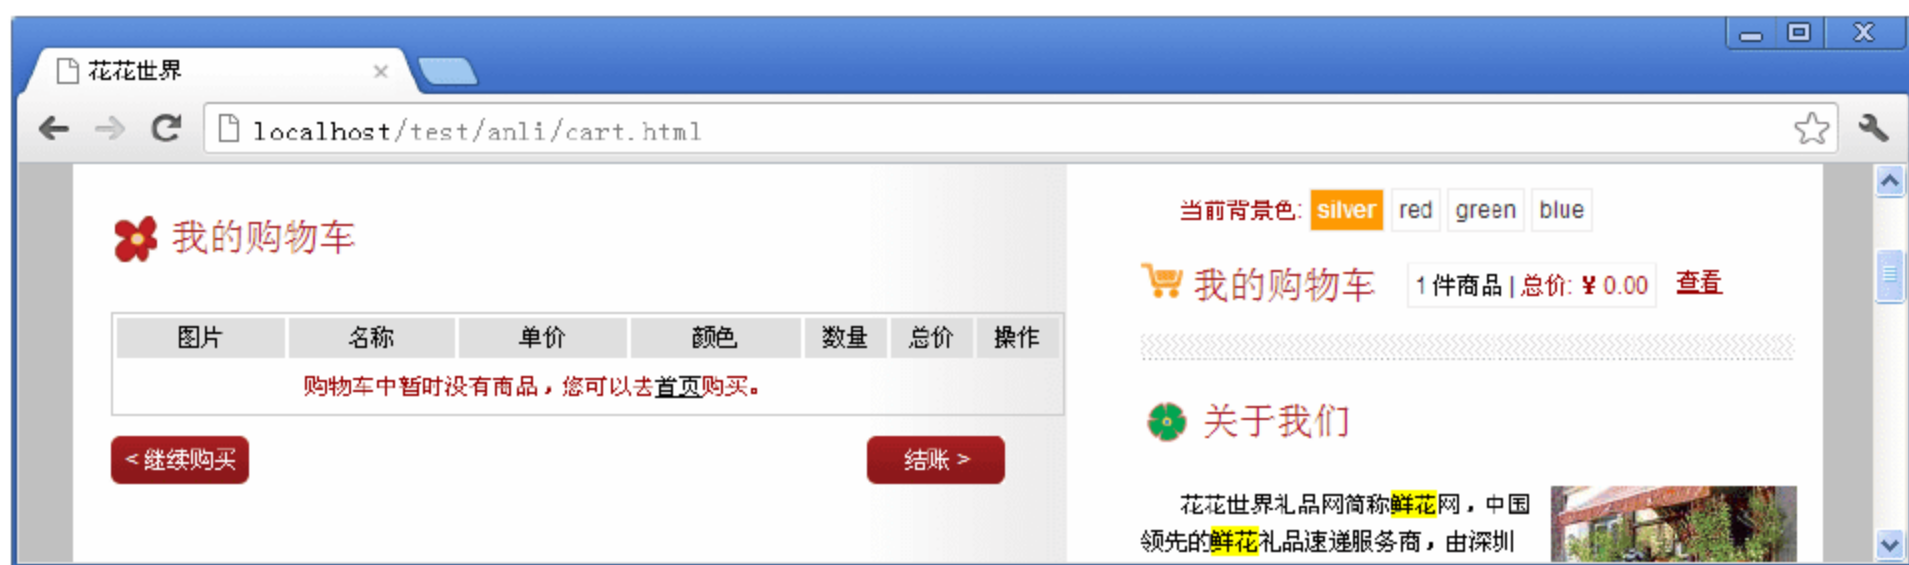 花花世界
localhost/test/anli/cart.html
我的购物车
图片 名称 单价 颜色 数量 总价 操作
购物车中暂时没有商品，您可以去首页购买。
< 继续购买
结账 >
当前背景色: silver red green blue
我的购物车 1 件商品 | 总价: ¥ 0.00 查看
关于我们
花花世界礼品网简称鲜花网，中国
领先的鲜花礼品速递服务商，由深圳